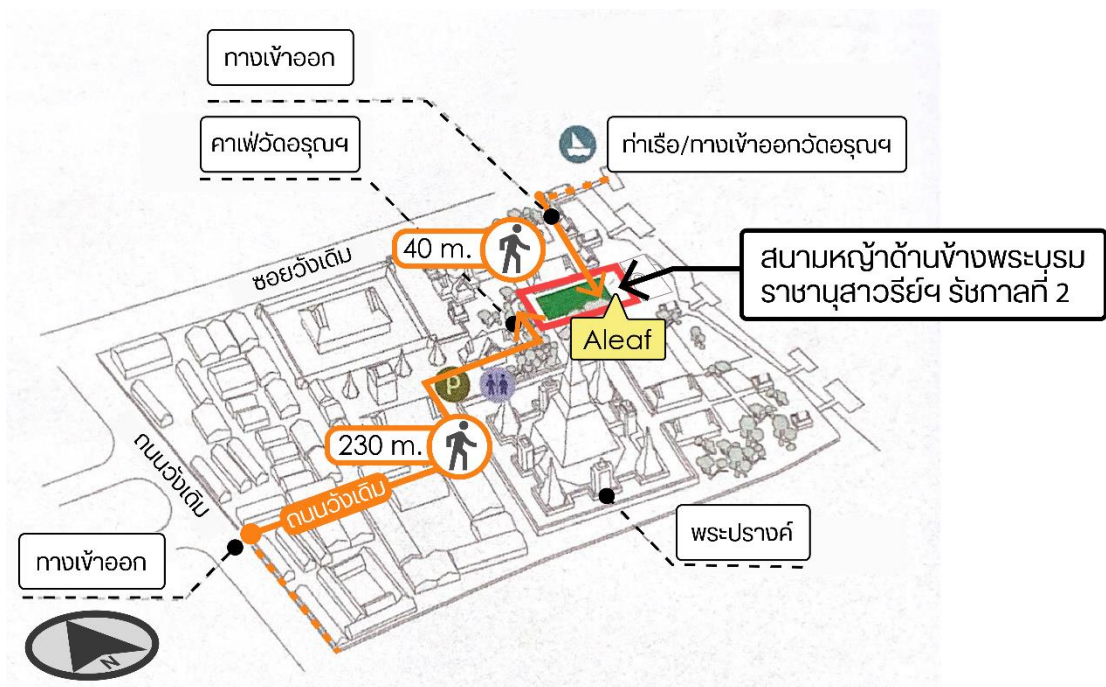 ทางเข้าออก
คาเฟ่วัดอรุณฯ
ท่าเรือ/ทางเข้าออกวัดอรุณฯ
40 m.
ซอยวังเดิม
สนามหญ้าด้านข้างพระบรม
ราชานุสาวรีย์ฯ รัชกาลที่ 2
Aleaf
P
230 m.
ถนนวังเดิม
ถนนวังเดิม
พระปรางค์
ทางเข้าออก
N